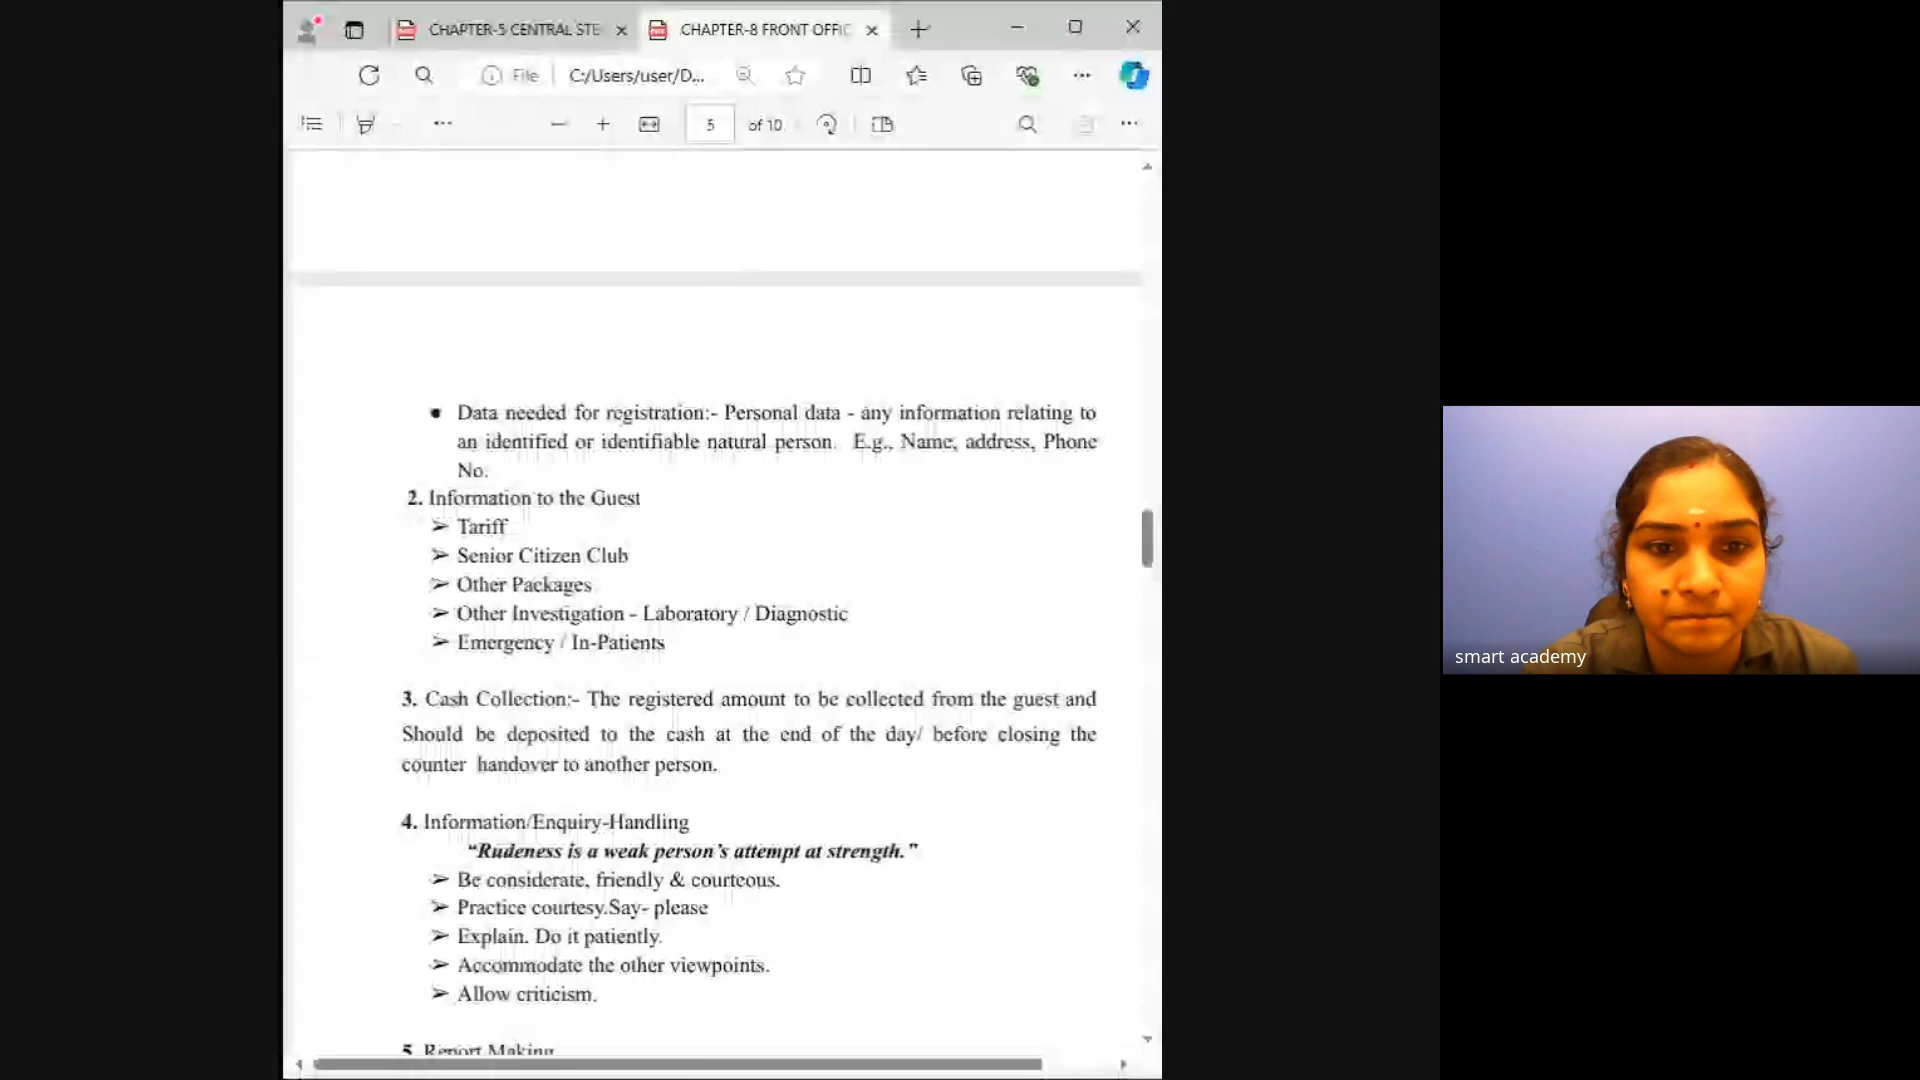 CHAPTER-5 CENTRAL STE
CHAPTER-8 FRONT OFFIC
File
C:/Users/user/D...
5 of 10
• Data needed for registration:- Personal data - any information relating to
an identified or identifiable natural person. E.g., Name, address, Phone
No.
2. Information to the Guest
➢ Tariff
➢ Senior Citizen Club
➢ Other Packages
➢ Other Investigation - Laboratory / Diagnostic
➢ Emergency / In-Patients
3. Cash Collection:- The registered amount to be collected from the guest and
Should be deposited to the cash at the end of the day/ before closing the
counter handover to another person.
4. Information/Enquiry-Handling
“Rudeness is a weak person’s attempt at strength.”
➢ Be considerate, friendly & courteous.
➢ Practice courtesy.Say- please
➢ Explain. Do it patiently.
➢ Accommodate the other viewpoints.
➢ Allow criticism.
5. Report Making
smart academy